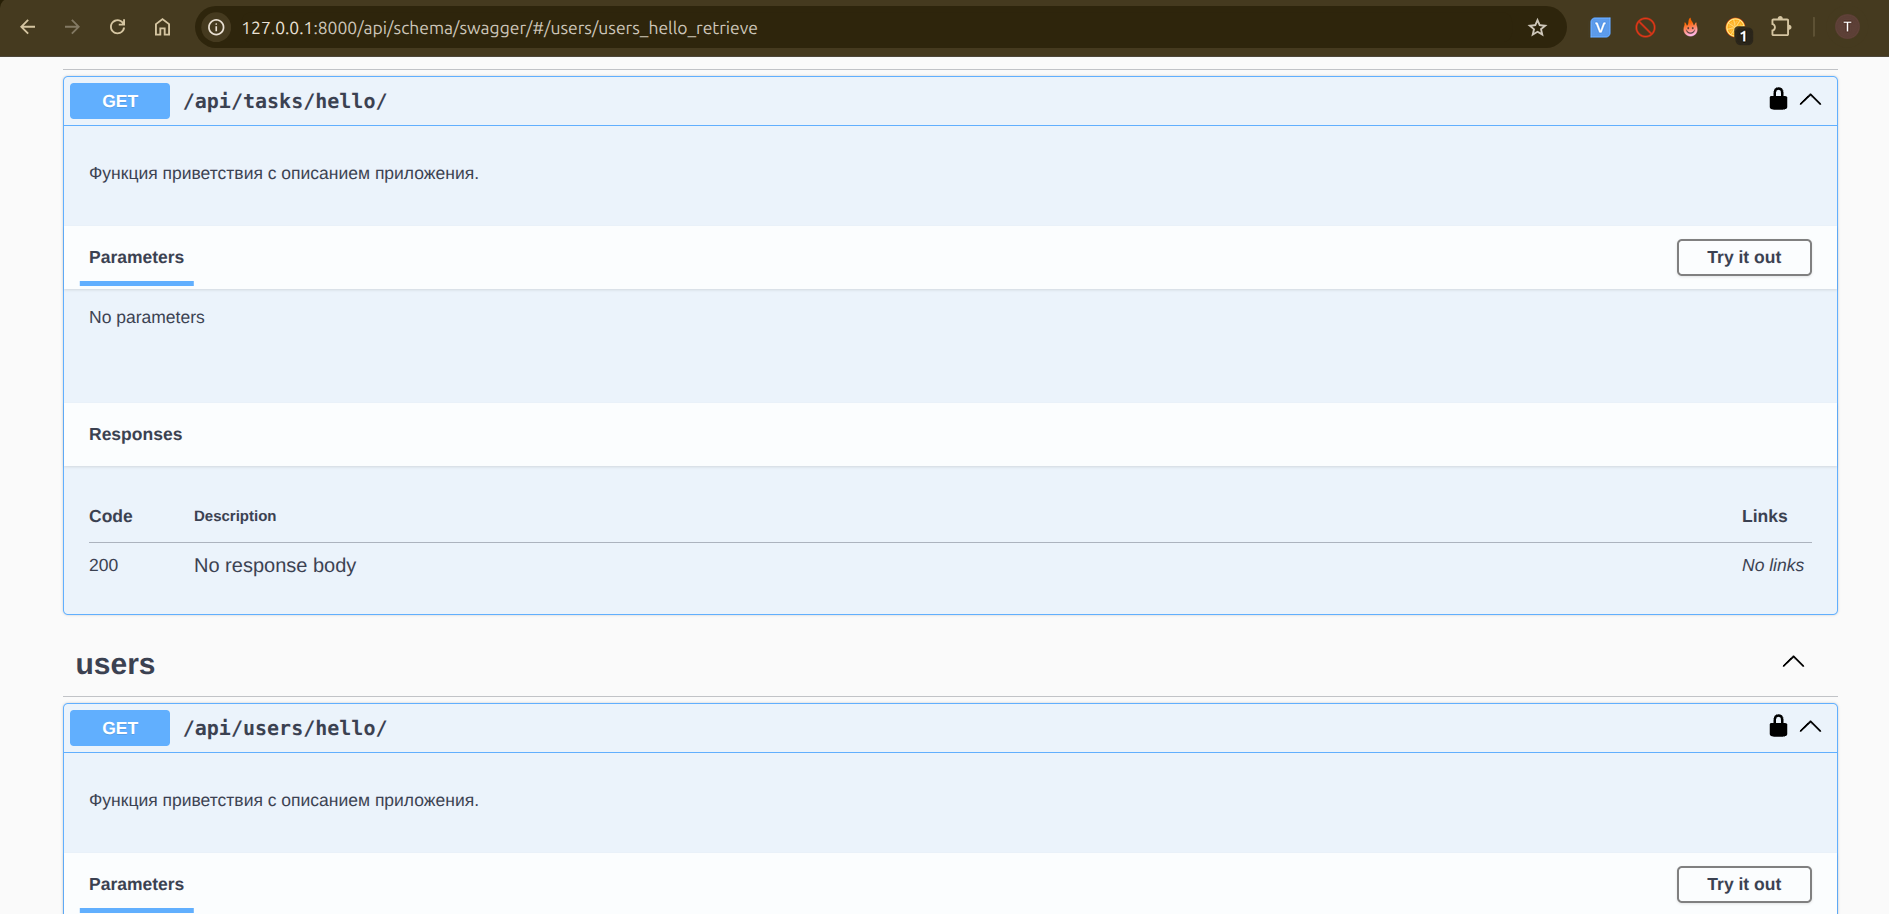 127.0.0.1:8000/api/schema/swagger/#/users/users_hello_retrieve
V
1
T
GET /api/tasks/hello/
Функция приветствия с описанием приложения.
Parameters
Try it out
No parameters
Responses
Code Description Links
200 No response body No links
users
GET /api/users/hello/
Функция приветствия с описанием приложения.
Parameters
Try it out